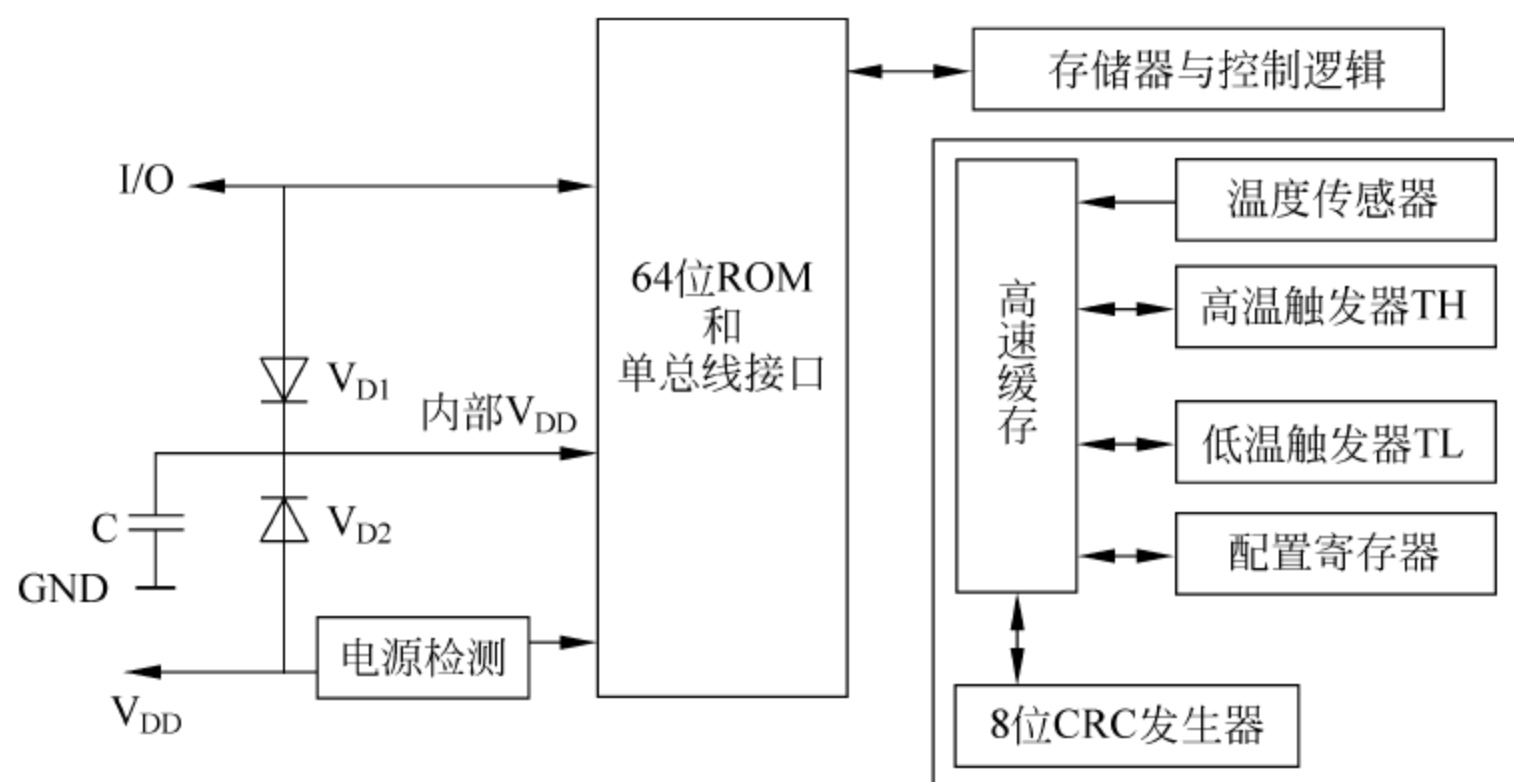 存储器与控制逻辑
I/O
温度传感器
64位ROM
和
单总线接口
高速缓存
高温触发器TH
VD1
内部VDD
低温触发器TL
C
VD2
配置寄存器
GND
电源检测
VDD
8位CRC发生器